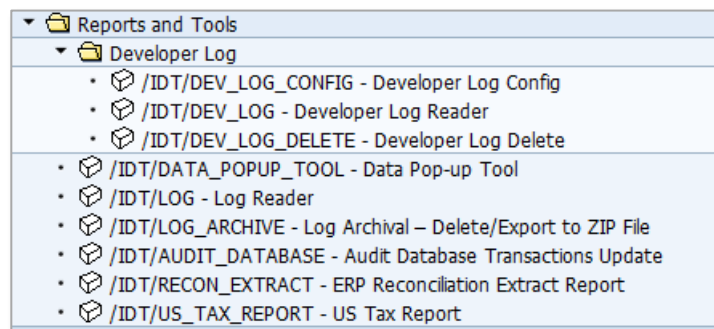 Reports and Tools
Developer Log
/IDT/DEV_LOG_CONFIG - Developer Log Config
/IDT/DEV_LOG - Developer Log Reader
/IDT/DEV_LOG_DELETE - Developer Log Delete
/IDT/DATA_POPUP_TOOL - Data Pop-up Tool
/IDT/LOG - Log Reader
/IDT/LOG_ARCHIVE - Log Archival – Delete/Export to ZIP File
/IDT/AUDIT_DATABASE - Audit Database Transactions Update
/IDT/RECON_EXTRACT - ERP Reconciliation Extract Report
/IDT/US_TAX_REPORT - US Tax Report